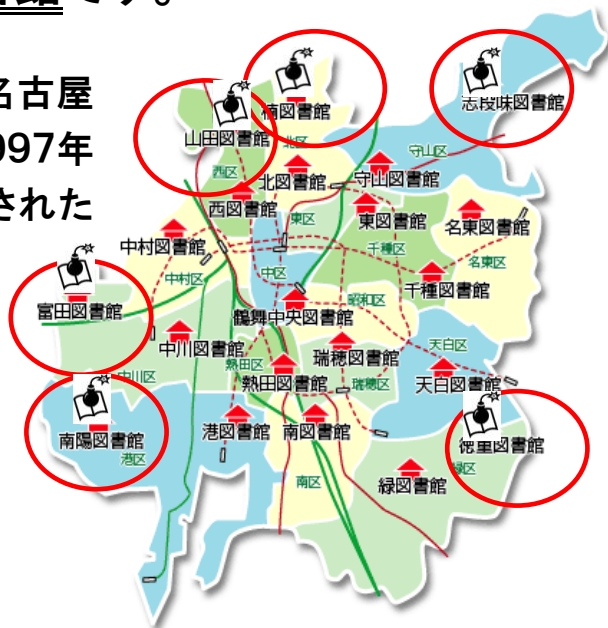 館です。
名古屋
997年
された
楠図書館
志段味図書館
山田図書館
北区
守山区
西区
北図書館
守山図書館
西図書館
東区
東図書館
名東図書館
中村図書館
千種区
中村区
中区
名東区
千種図書館
富田図書館
昭和区
鶴舞中央図書館
中川図書館
瑞穂図書館
天白区
熱田区
中川区
熱田図書館
瑞穂区
天白図書館
南陽図書館
港区
港図書館
南図書館
徳重図書館
緑区
南区
緑図書館